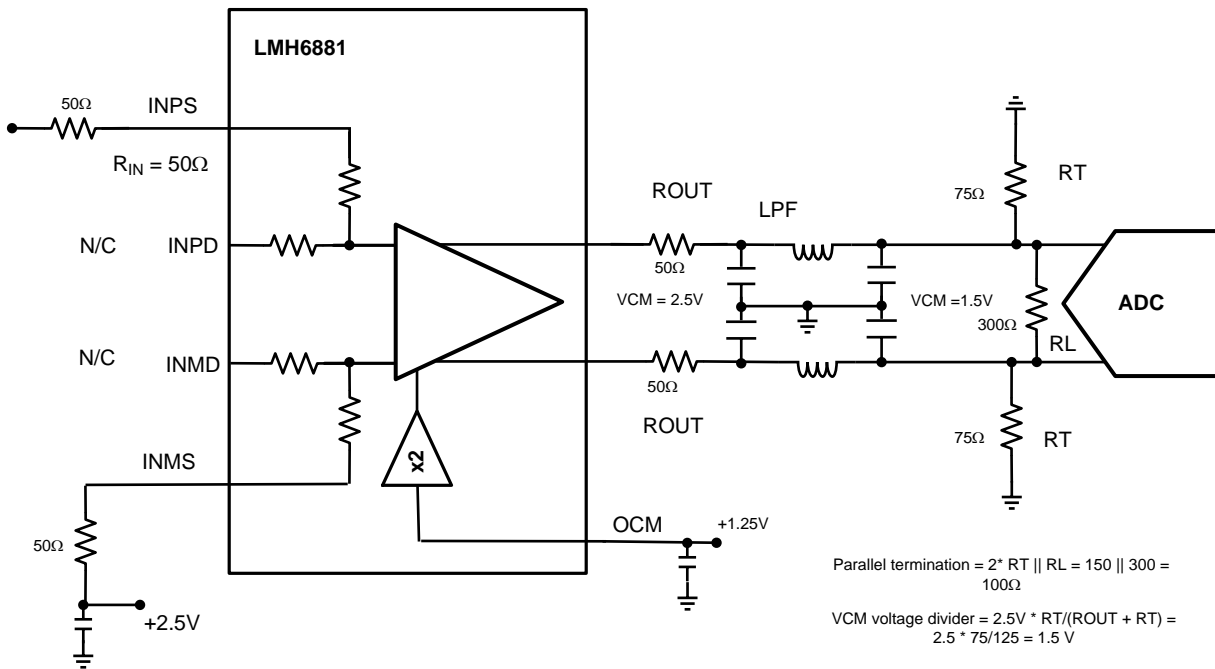 LMH6881
50Ω
INPS
R_IN = 50Ω
N/C
INPD
N/C
INMD
INMS
50Ω
+2.5V
x2
OCM
+1.25V
ROUT
50Ω
LPF
VCM = 2.5V
VCM =1.5V
50Ω
ROUT
75Ω
RT
300Ω
RL
ADC
75Ω
RT
Parallel termination = 2* RT || RL = 150 || 300 =
100Ω
VCM voltage divider = 2.5V * RT/(ROUT + RT) =
2.5 * 75/125 = 1.5 V